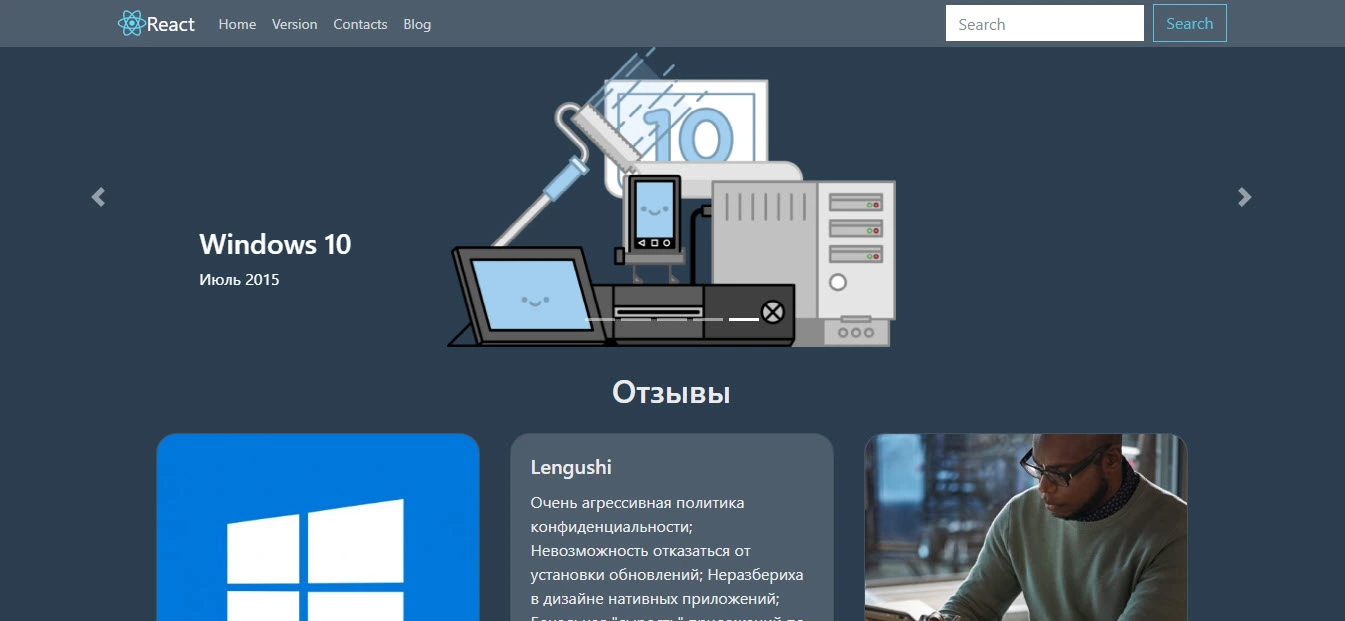 React Home Version Contacts Blog Search Search
10
Windows 10
Июль 2015
Отзывы
Lengushi
Очень агрессивная политика
конфиденциальности;
Невозможность отказаться от
установки обновлений; Неразбериха
в дизайне нативных приложений;